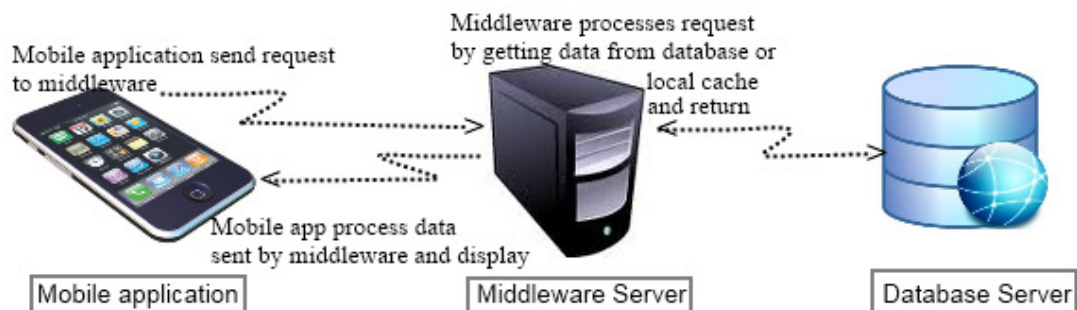 Mobile application send request
to middleware
Middleware processes request
by getting data from database or
local cache
and return
Mobile app process data
sent by middleware and display
Mobile application
Middleware Server
Database Server